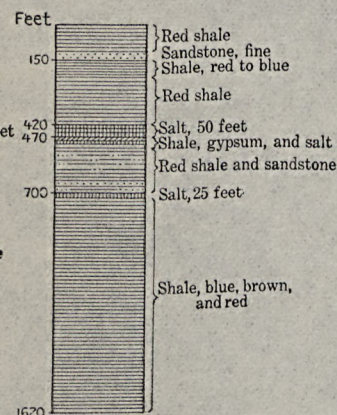 Feet
Red shale
Sandstone, fine
150
Shale, red to blue
Red shale
420
Salt, 50 feet
et
470
Shale, gypsum, and salt
Red shale and sandstone
700
Salt, 25 feet
e
Shale, blue, brown,
and red
1620